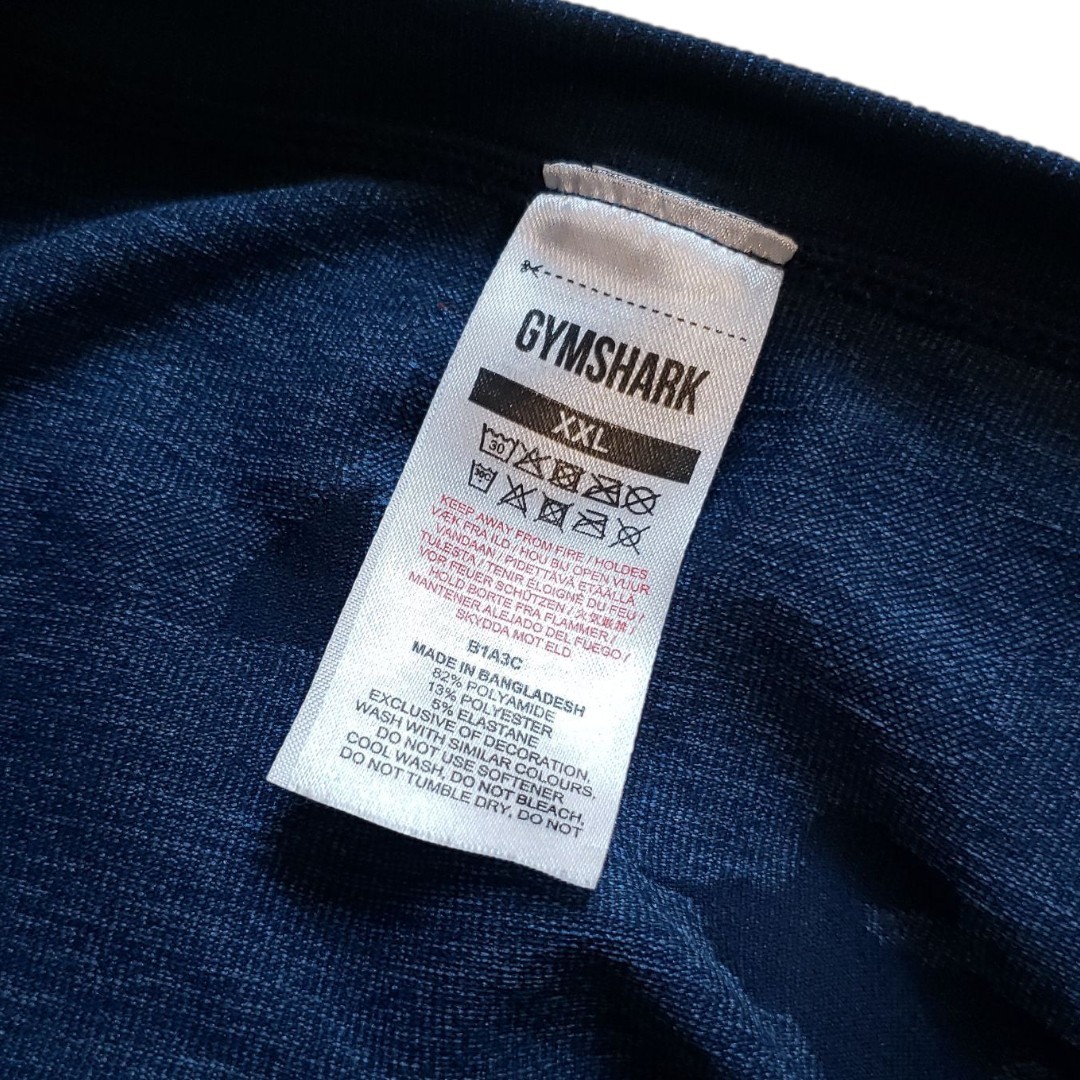 GYMSHARK
XXL
30
30
KEEP AWAY FROM FIRE / HOLDES
VÆK FRA ILD / HOU BIJ OPEN VUUR
VANDAAN / PIDETTÄVÄ ETÄÄLLÄ
TULESTA / TENIR ÉLOIGNÉ DU FEU /
VOR FEUER SCHÜTZEN / 火気厳禁 /
HOLD BORTE FRA FLAMMER /
MANTENER ALEJADO DEL FUEGO /
SKYDDA MOT ELD
B1A3C
MADE IN BANGLADESH
82% POLYAMIDE
13% POLYESTER
5% ELASTANE
EXCLUSIVE OF DECORATION.
WASH WITH SIMILAR COLOURS.
DO NOT USE SOFTENER
COOL WASH. DO NOT BLEACH.
DO NOT TUMBLE DRY, DO NOT